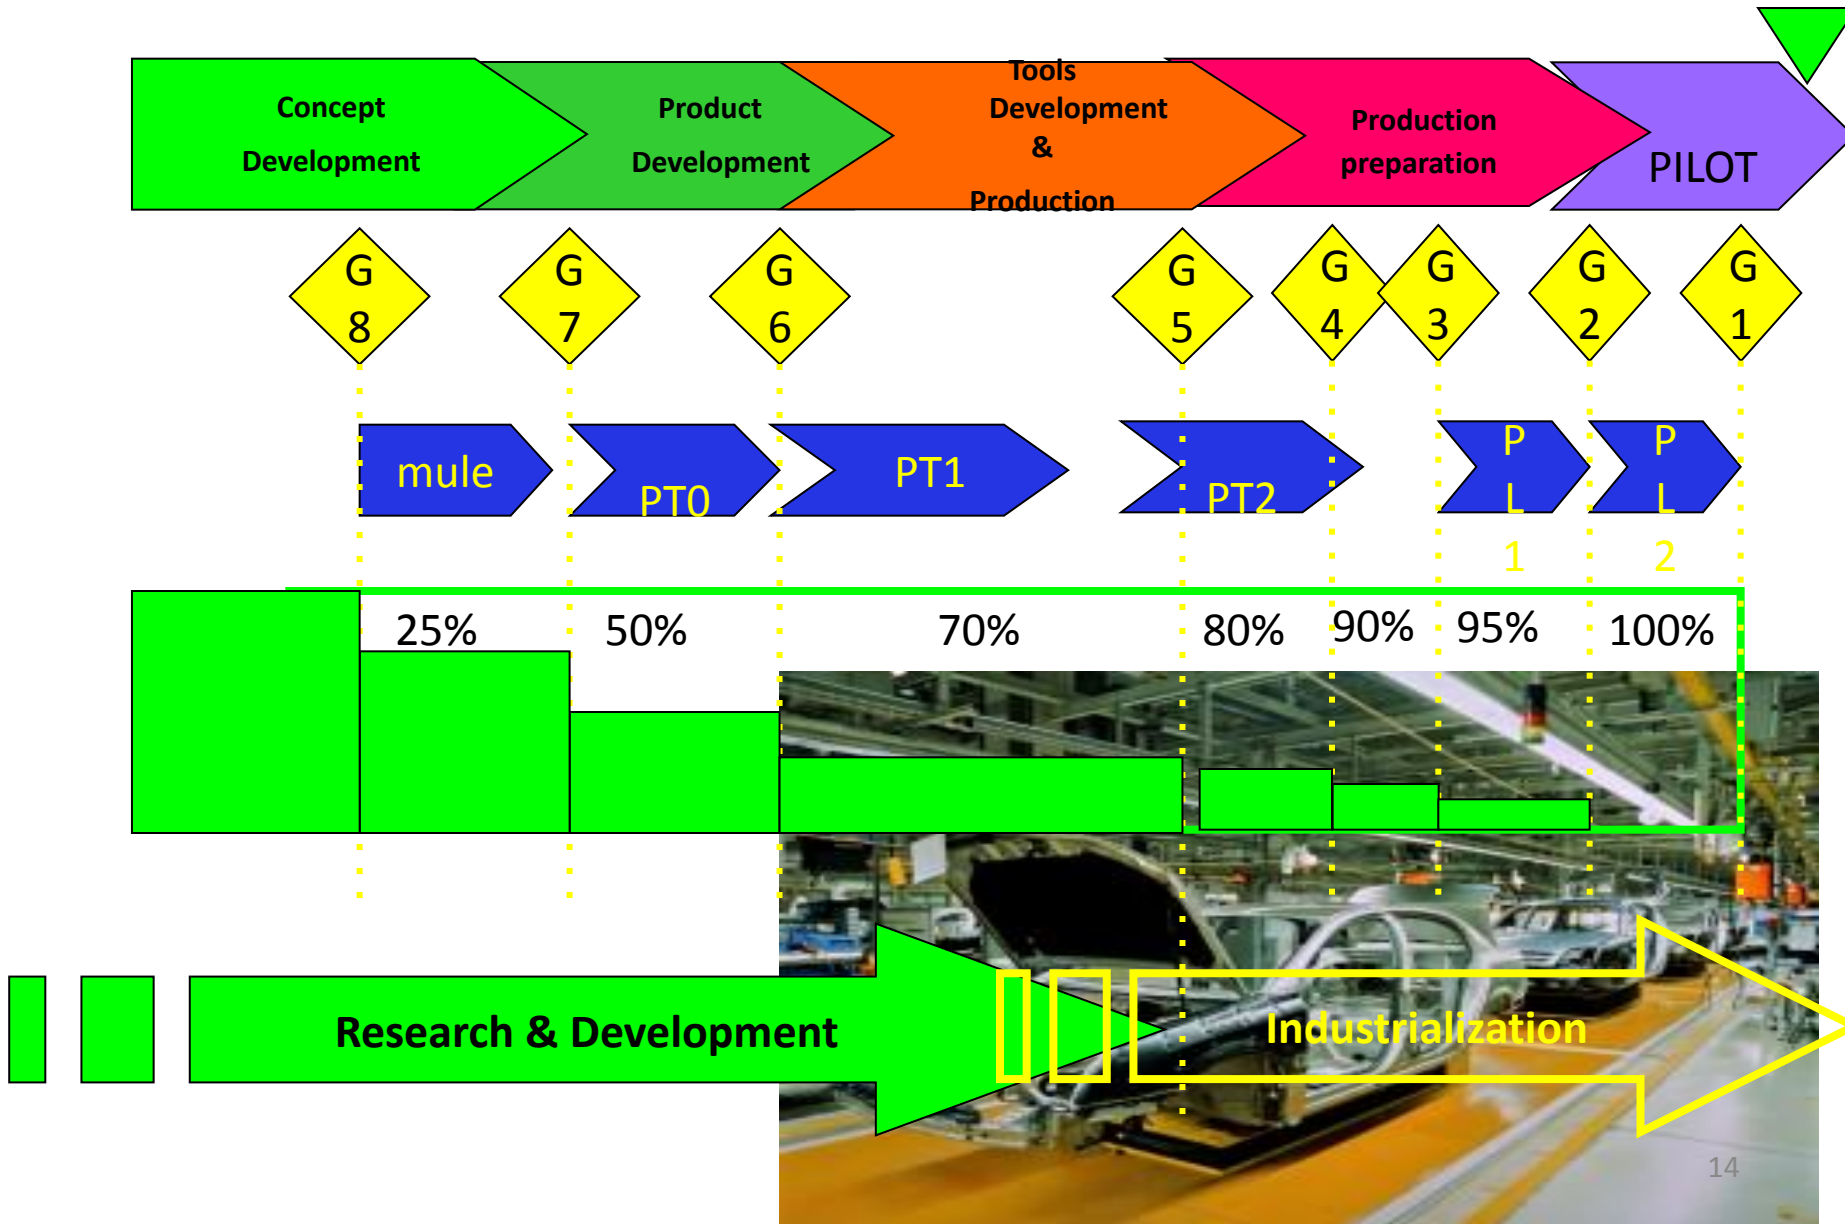 Concept
Development
Product
Development
Tools
Development
&
Production
Production
preparation
PILOT
G
8
G
7
G
6
G
5
G
4
G
3
G
2
G
1
mule
PT0
PT1
PT2
P
L
1
P
L
2
25%
50%
70%
80%
90%
95%
100%
Research & Development
Industrialization
14